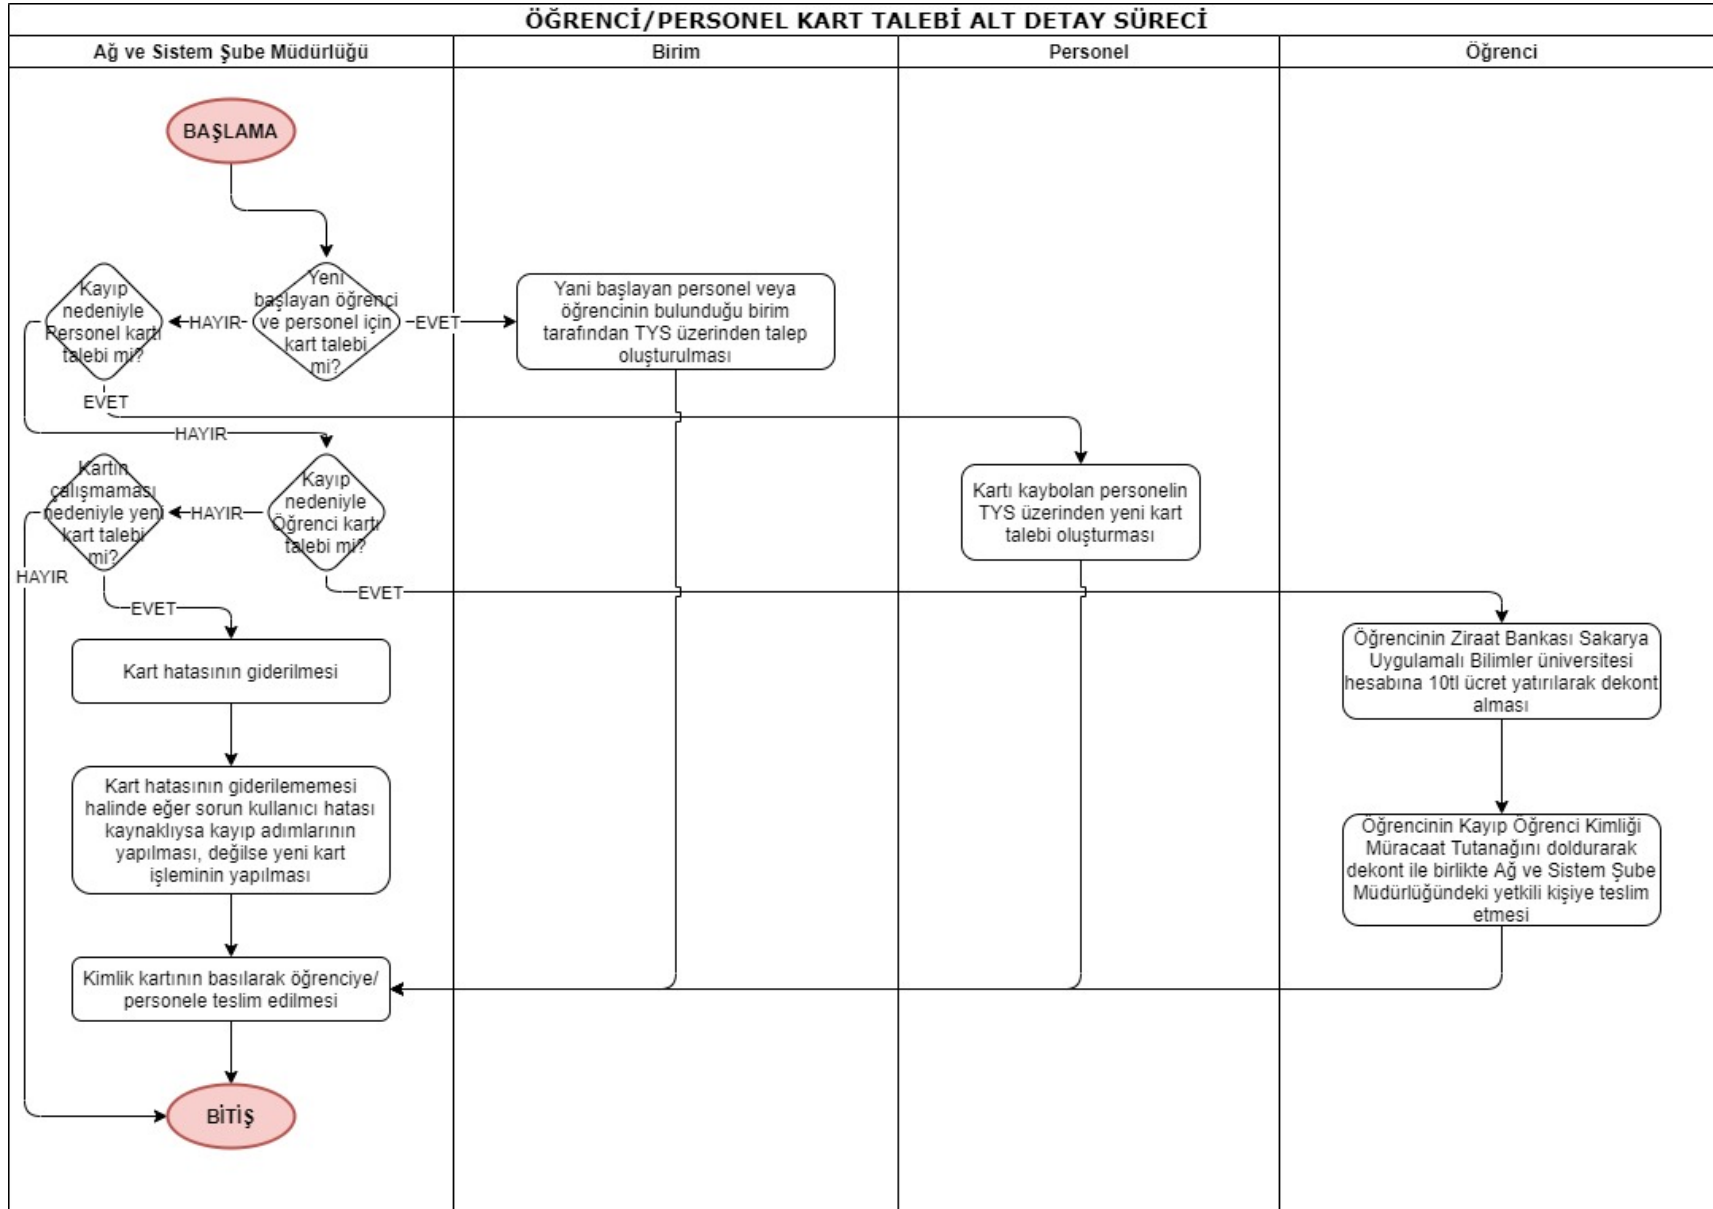 ÖĞRENCİ/PERSONEL KART TALEBİ ALT DETAY SÜRECİ
Ağ ve Sistem Şube Müdürlüğü
Birim
Personel
Öğrenci
BAŞLAMA
Kayıp
nedeniyle
Personel kartı
talebi mi?
HAYIR
Yeni
başlayan öğrenci
ve personel için
kart talebi
mi?
EVET
Yani başlayan personel veya
öğrencinin bulunduğu birim
tarafından TYS üzerinden talep
oluşturulması
EVET
HAYIR
Kartın
çalışmaması
nedeniyle yeni
kart talebi
mi?
HAYIR
Kayıp
nedeniyle
Öğrenci kartı
talebi mi?
Kartı kaybolan personelin
TYS üzerinden yeni kart
talebi oluşturması
HAYIR
EVET
EVET
Kart hatasının giderilmesi
Öğrencinin Ziraat Bankası Sakarya
Uygulamalı Bilimler üniversitesi
hesabına 10tl ücret yatırılarak dekont
alması
Kart hatasının giderilememesi
halinde eğer sorun kullanıcı hatası
kaynaklıysa kayıp adımlarının
yapılması, değilse yeni kart
işleminin yapılması
Öğrencinin Kayıp Öğrenci Kimliği
Müracaat Tutanağını doldurarak
dekont ile birlikte Ağ ve Sistem Şube
Müdürlüğündeki yetkili kişiye teslim
etmesi
Kimlik kartının basılarak öğrenciye/
personele teslim edilmesi
BİTİŞ